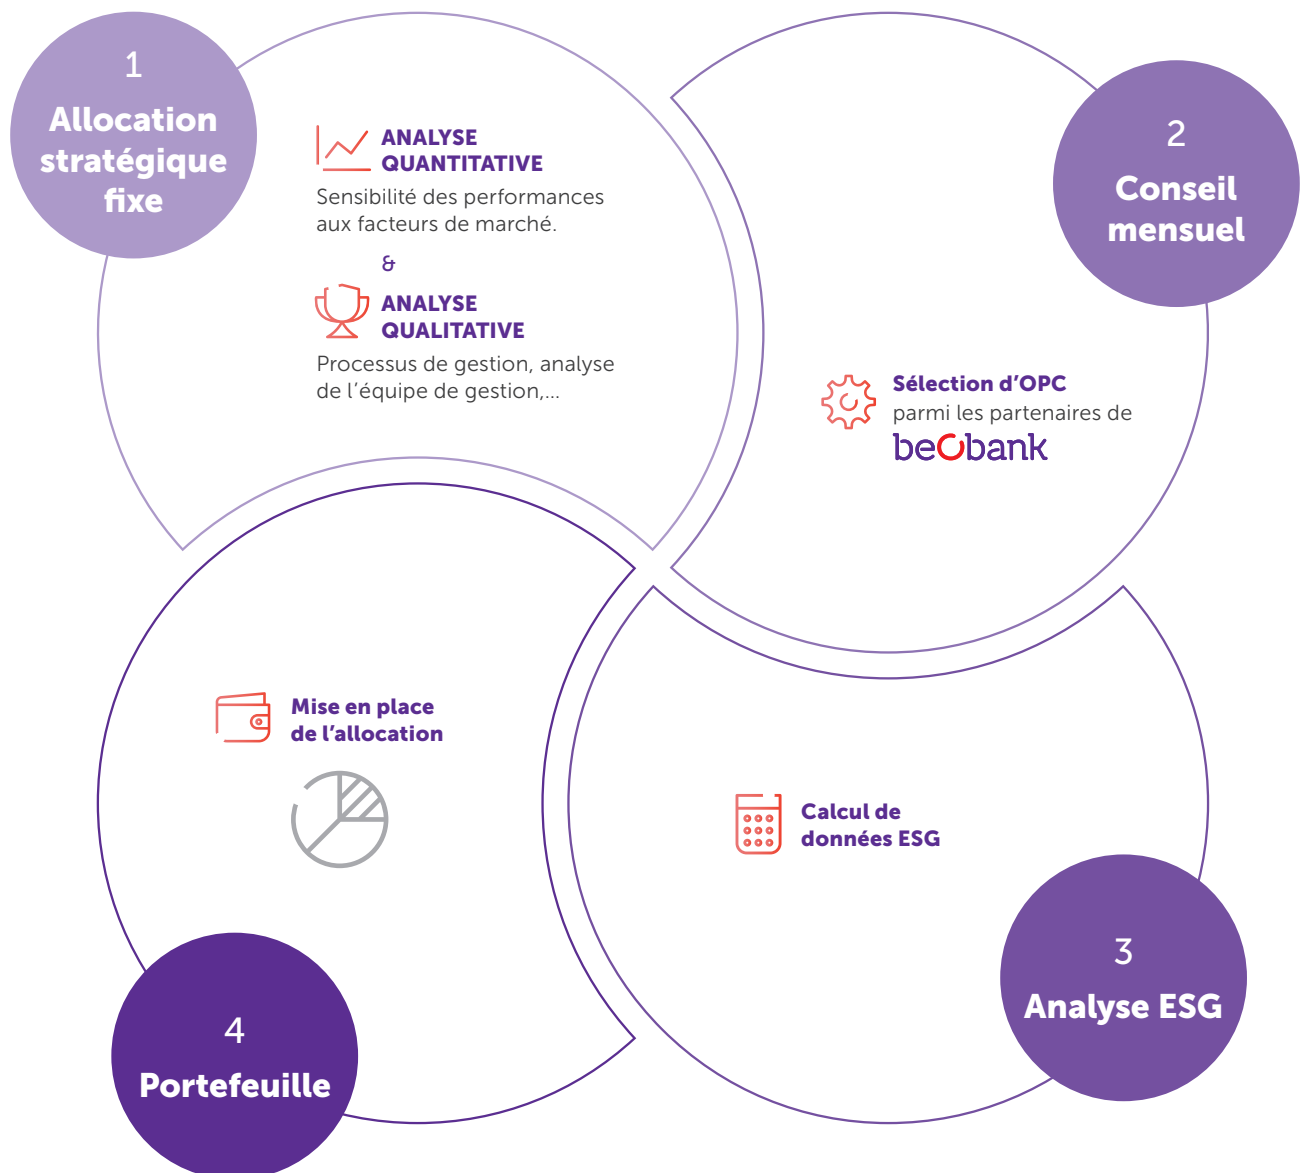 1
Allocation
stratégique
fixe
ANALYSE
QUANTITATIVE
Sensibilité des performances
aux facteurs de marché.
&
ANALYSE
QUALITATIVE
Processus de gestion, analyse
de l'équipe de gestion,...
2
Conseil
mensuel
Sélection d'OPC
parmi les partenaires de
beobank
3
Analyse ESG
Calcul de
données ESG
4
Portefeuille
Mise en place
de l'allocation